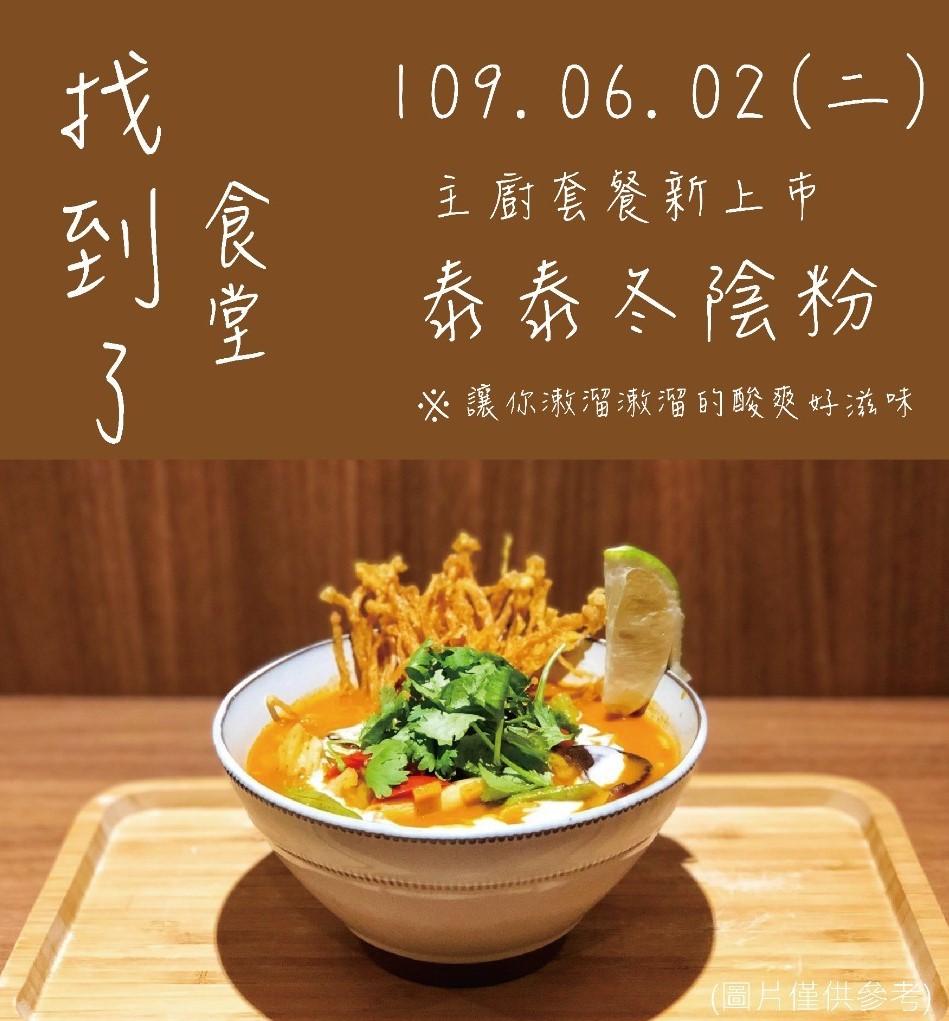 找到了
食堂
109.06.02(二)
主廚套餐新上市
泰泰冬陰粉
※讓你漱溜漱溜的酸爽好滋味
(圖片僅供參考)